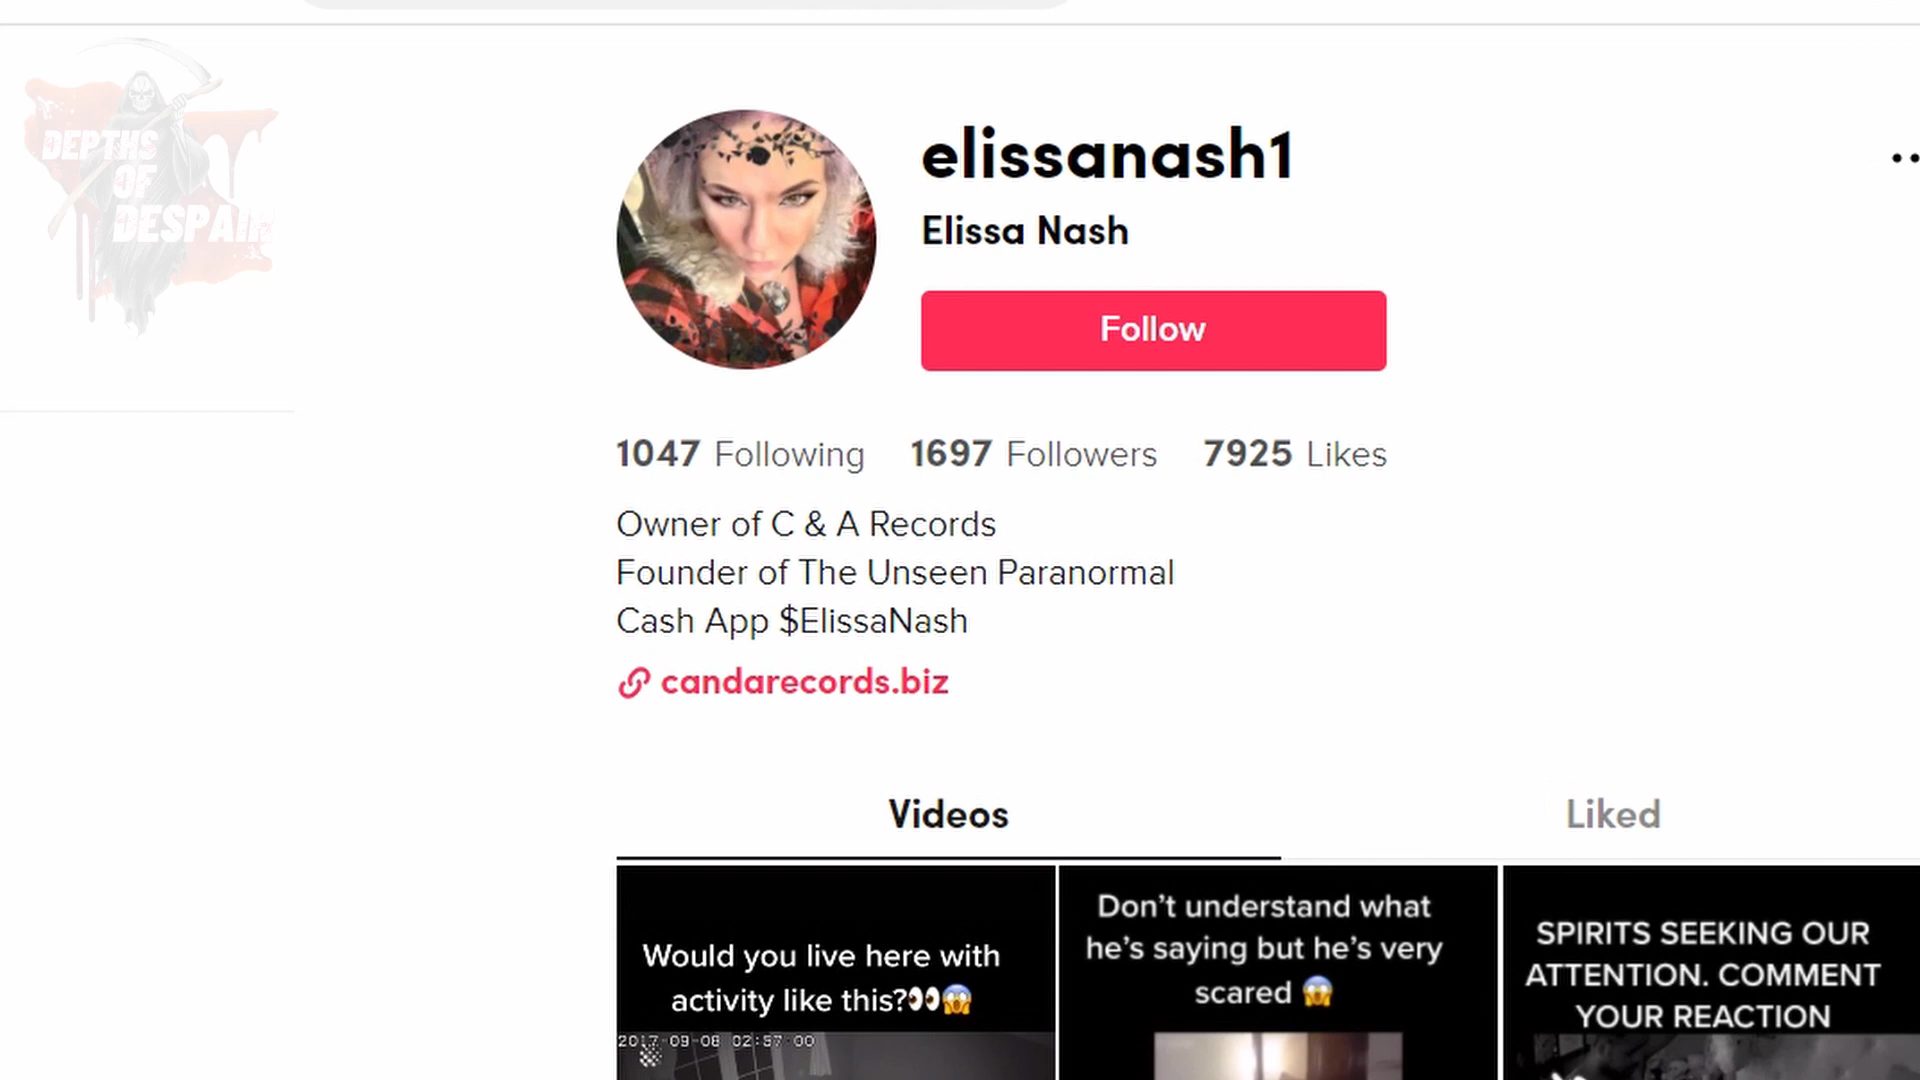 DEPTHS
OF
DESPAIR
elissanash1
Elissa Nash
Follow
1047 Following 1697 Followers 7925 Likes
Owner of C & A Records
Founder of The Unseen Paranormal
Cash App $ElissaNash
candarecords.biz
Videos Liked
Would you live here with
activity like this?👀😱
Don't understand what
he's saying but he's very
scared 😱
SPIRITS SEEKING OUR
ATTENTION. COMMENT
YOUR REACTION
2017-09-08 02:57:00